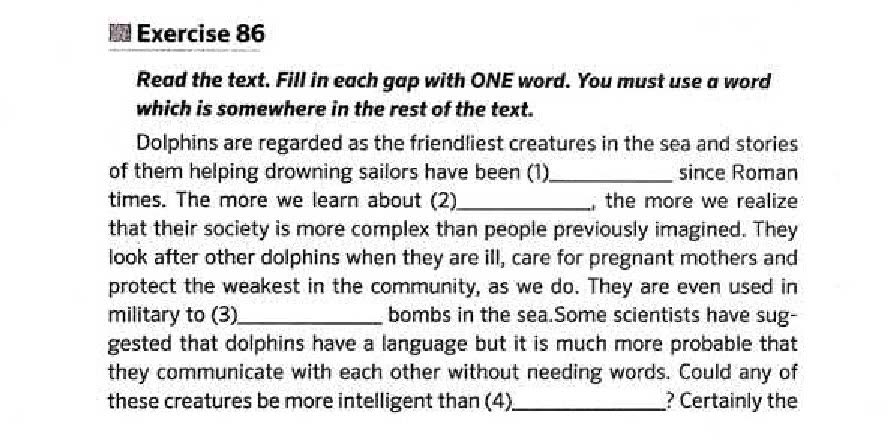 Exercise 86
Read the text. Fill in each gap with ONE word. You must use a word
which is somewhere in the rest of the text.
Dolphins are regarded as the friendliest creatures in the sea and stories
of them helping drowning sailors have been (1)____________ since Roman
times. The more we learn about (2)_____________, the more we realize
that their society is more complex than people previously imagined. They
look after other dolphins when they are ill, care for pregnant mothers and
protect the weakest in the community, as we do. They are even used in
military to (3)______________ bombs in the sea.Some scientists have sug-
gested that dolphins have a language but it is much more probable that
they communicate with each other without needing words. Could any of
these creatures be more intelligent than (4)_______________? Certainly the